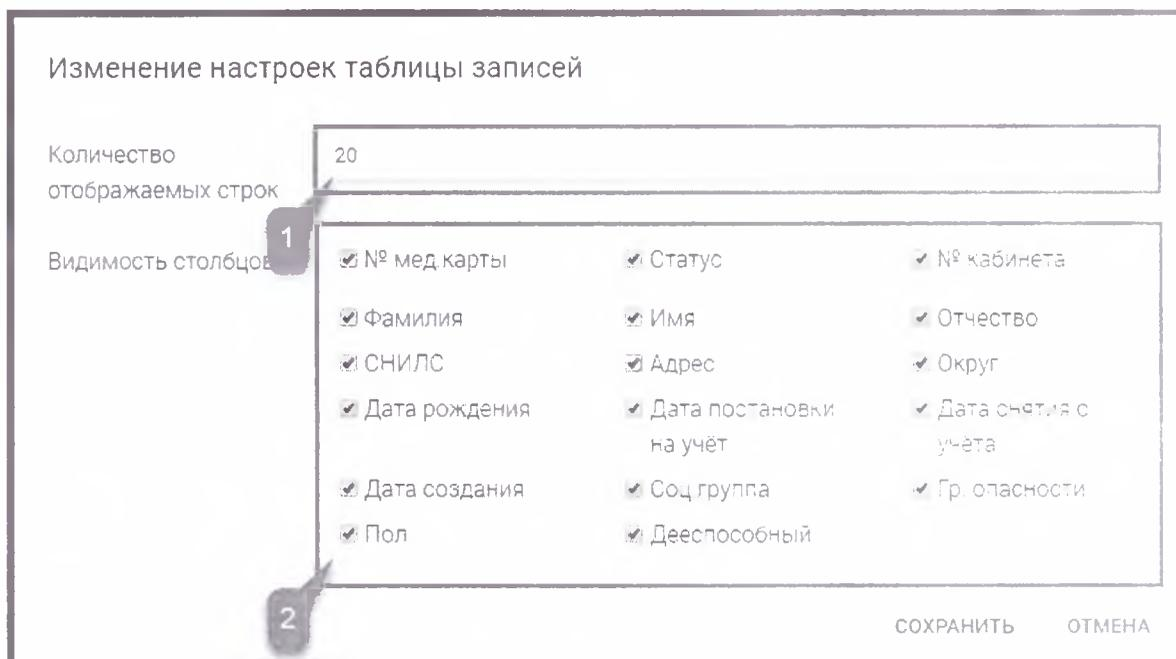 Изменение настроек таблицы записей
Количество
отображаемых строк
20
1
Видимость столбцов
№ мед.карты
Статус
№ кабинета
Фамилия
Имя
Отчество
СНИЛС
Адрес
Округ
Дата рождения
Дата постановки
на учёт
Дата снятия с
учёта
Дата создания
Соц.группа
Гр. опасности
Пол
Дееспособный
2
СОХРАНИТЬ
ОТМЕНА